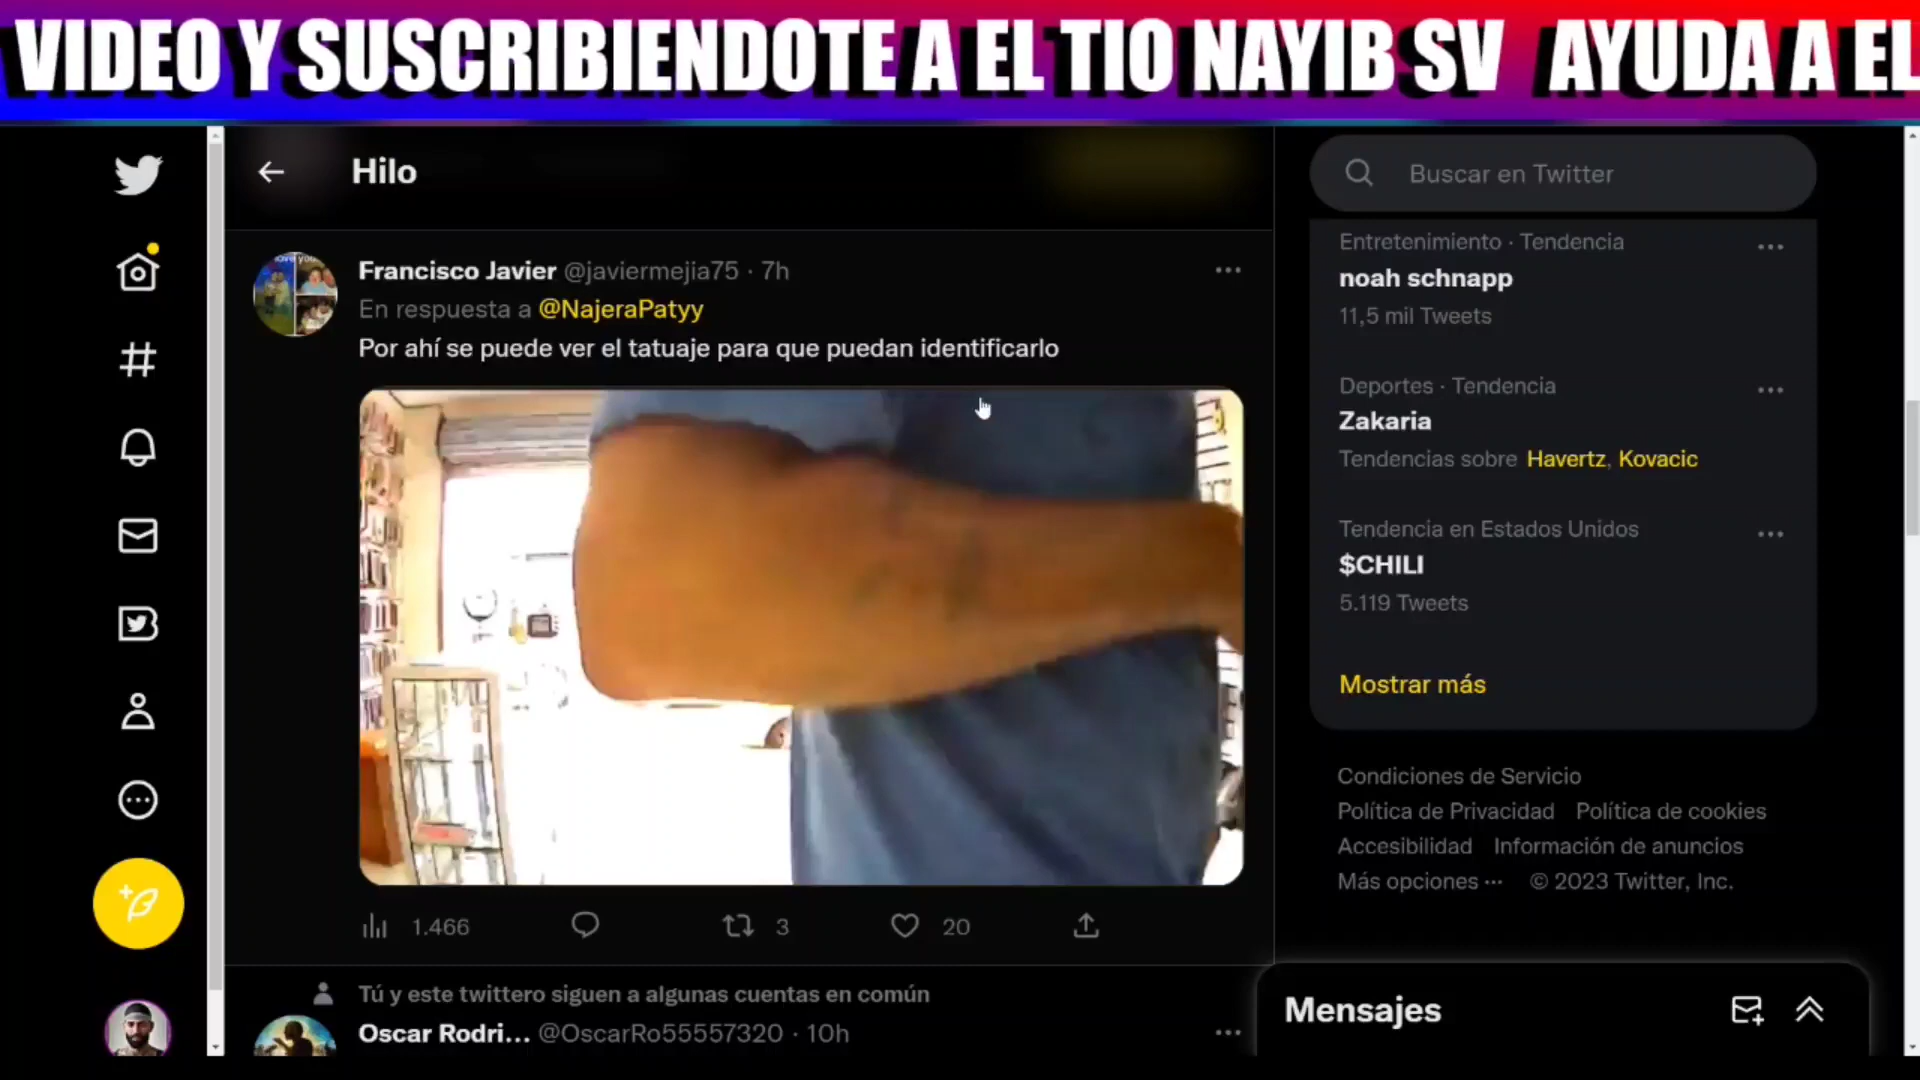 VIDEO Y SUSCRIBIENDOTE A EL TIO NAYIB SV AYUDA A EL
Hilo
Francisco Javier @javiermejia75 · 7h
En respuesta a @NajeraPatyy
Por ahí se puede ver el tatuaje para que puedan identificarlo
1.466
3
20
Tú y este twittero siguen a algunas cuentas en común
Oscar Rodri... @OscarRo55557320 · 10h
Buscar en Twitter
Entretenimiento · Tendencia
noah schnapp
11,5 mil Tweets
Deportes · Tendencia
Zakaria
Tendencias sobre Havertz, Kovacic
Tendencia en Estados Unidos
$CHILI
5.119 Tweets
Mostrar más
Condiciones de Servicio
Política de Privacidad Política de cookies
Accesibilidad Información de anuncios
Más opciones ··· © 2023 Twitter, Inc.
Mensajes